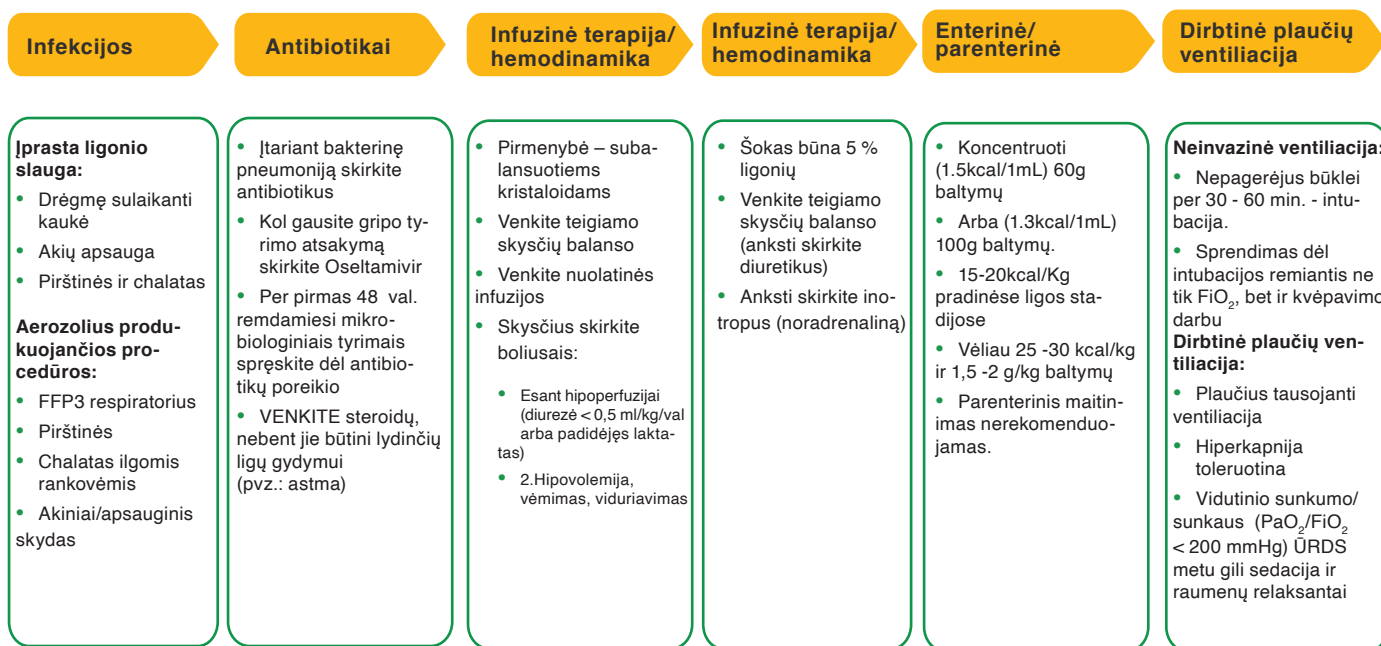 Infekcijos
Antibiotikai
Infuzinė terapija/
hemodinamika
Infuzinė terapija/
hemodinamika
Enterinė/
parenterinė
Dirbtinė plaučių
ventiliacija
Įprasta ligonio
slauga:
• Drėgmę sulaikanti
kaukė
• Akių apsauga
• Pirštinės ir chalatas
Aerozolius produ-
kuojančios pro-
cedūros:
• FFP3 respiratorius
• Pirštinės
• Chalatas ilgomis
rankovėmis
• Akiniai/apsauginis
skydas
• Įtariant bakterinę
pneumoniją skirkite
antibiotikus
• Kol gausite gripo ty-
rimo atsakymą
skirkite Oseltamivir
• Per pirmas 48 val.
remdamiesi mikro-
biologiniais tyrimais
spręskite dėl antibio-
tikų poreikio
• VENKITE steroidų,
nebent jie būtini lydinčių
ligų gydymui
(pvz.: astma)
• Pirmenybė – suba-
lansuotiems
kristaloidams
• Venkite teigiamo
skysčių balanso
• Venkite nuolatinės
infuzijos
• Skysčius skirkite
boliusais:
• Esant hipoperfuzijai
(diurezė < 0,5 ml/kg/val
arba padidėjęs lakta-
tas)
• 2.Hipovolemija,
vėmimas, viduriavimas
• Šokas būna 5 %
ligonių
• Venkite teigiamo
skysčių balanso
(anksti skirkite
diuretikus)
• Anksti skirkite ino-
tropus (noradrenaliną)
• Koncentruoti
(1.5kcal/1mL) 60g
baltymų
• Arba (1.3kcal/1mL)
100g baltymų.
• 15-20kcal/Kg
pradinėse ligos sta-
dijose
• Vėliau 25 -30 kcal/kg
ir 1,5 -2 g/kg baltymų
• Parenterinis maitin-
imas nerekomenduo-
jamas.
Neinvazinė ventiliacija:
• Nepagerėjus būklei
per 30 - 60 min. - intu-
bacija.
• Sprendimas dėl
intubacijos remiantis ne
tik FiO₂, bet ir kvėpavimo
darbu
Dirbtinė plaučių ven-
tiliacija:
• Plaučius tausojanti
ventiliacija
• Hiperkapnija
toleruotina
• Vidutinio sunkumo/
sunkaus (PaO₂/FiO₂
< 200 mmHg) ŪRDS
metu gili sedacija ir
raumenų relaksantai